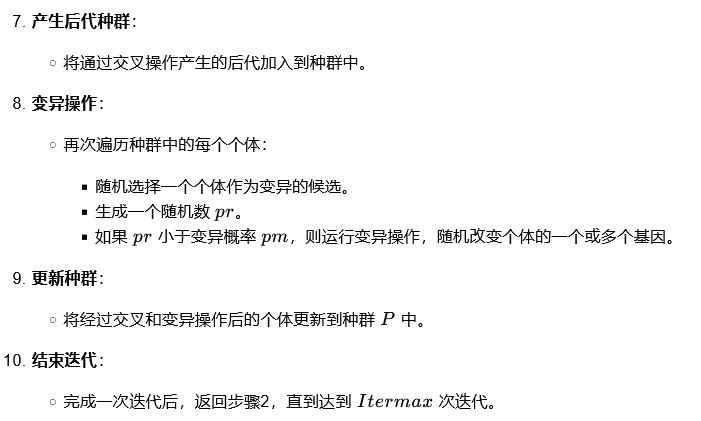 7. 产生后代种群：
○ 将通过交叉操作产生的后代加入到种群中。
8. 变异操作：
○ 再次遍历种群中的每个个体：
▪ 随机选择一个个体作为变异的候选。
▪ 生成一个随机数 pr。
▪ 如果 pr 小于变异概率 pm，则运行变异操作，随机改变个体的一个或多个基因。
9. 更新种群：
○ 将经过交叉和变异操作后的个体更新到种群 P 中。
10. 结束迭代：
○ 完成一次迭代后，返回步骤2，直到达到 Itermax 次迭代。